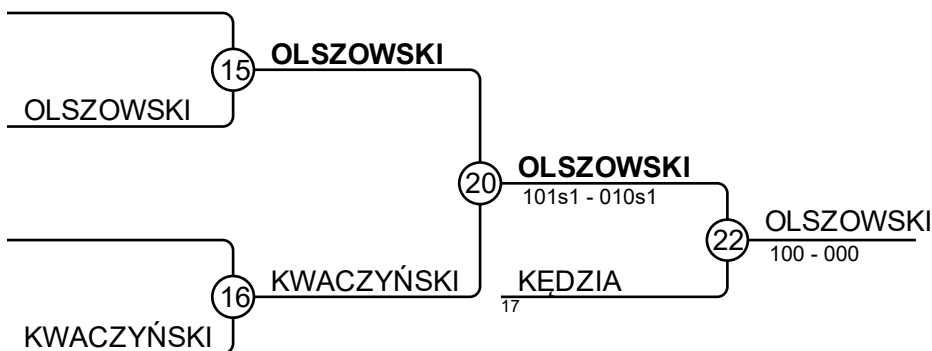 15
OLSZOWSKI
OLSZOWSKI
20
OLSZOWSKI
101s1 - 010s1
22
OLSZOWSKI
100 - 000
16
KWACZYŃSKI
KĘDZIA
17
KWACZYŃSKI